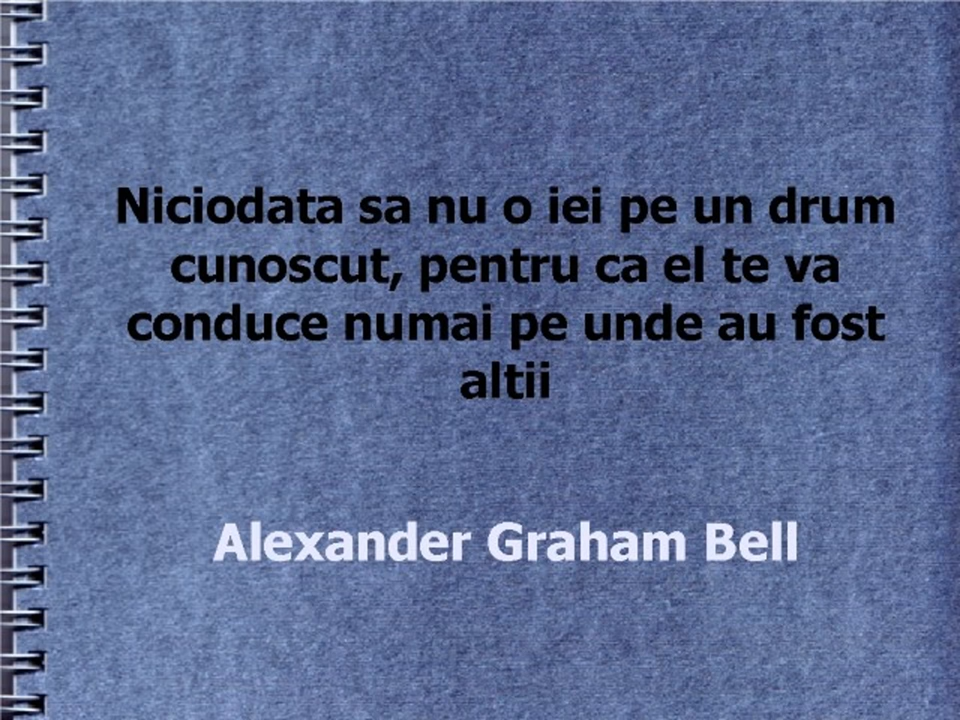 Niciodata sa nu o iei pe un drum
cunoscut, pentru ca el te va
conduce numai pe unde au fost
altii
Alexander Graham Bell